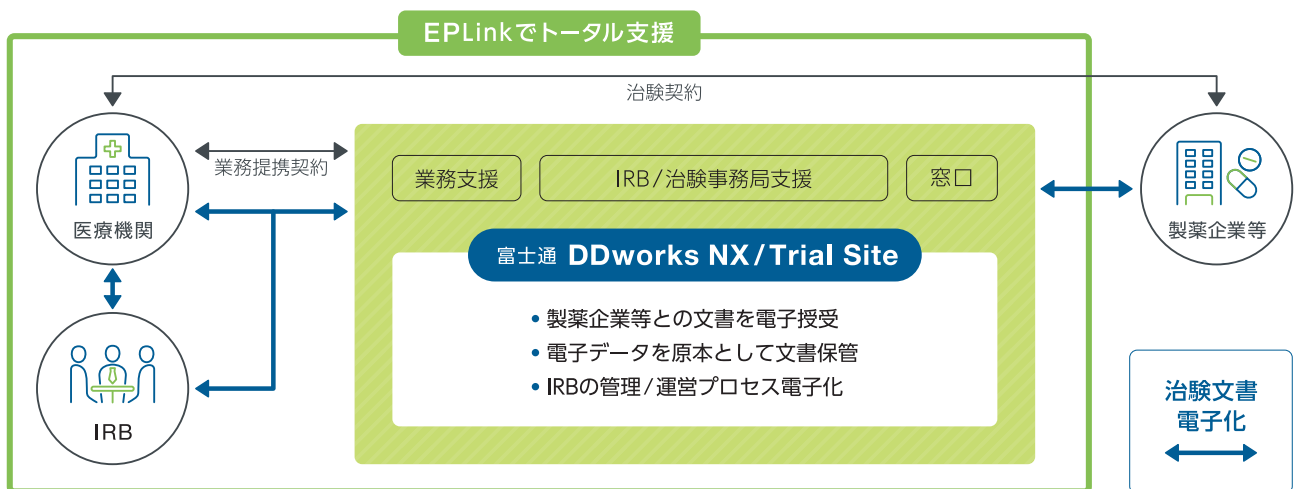 EPLinkでトータル支援
治験契約
医療機関
業務提携契約
業務支援
IRB/治験事務局支援
窓口
製薬企業等
富士通 DDworks NX/Trial Site
• 製薬企業等との文書を電子授受
• 電子データを原本として文書保管
• IRBの管理/運営プロセス電子化
IRB
治験文書
電子化